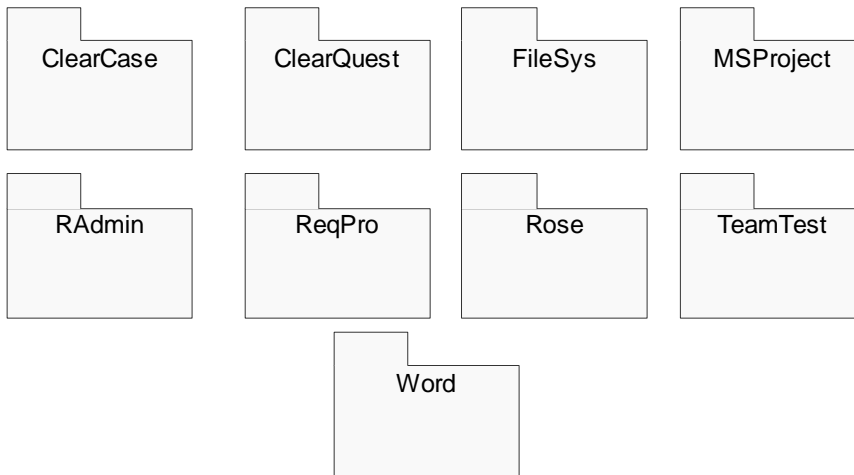 ClearCase
ClearQuest
FileSys
MSProject
RAdmin
ReqPro
Rose
TeamTest
Word